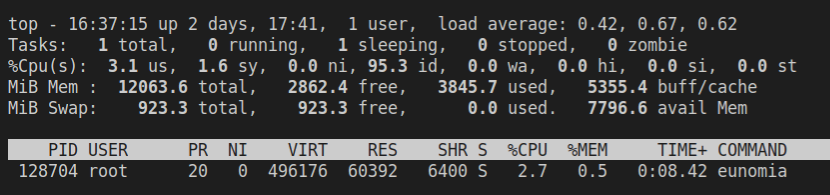 top - 16:37:15 up 2 days, 17:41,  1 user,  load average: 0.42, 0.67, 0.62
Tasks:   1 total,   0 running,   1 sleeping,   0 stopped,   0 zombie
%Cpu(s):  3.1 us,  1.6 sy,  0.0 ni, 95.3 id,  0.0 wa,  0.0 hi,  0.0 si,  0.0 st
MiB Mem :  12063.6 total,   2862.4 free,   3845.7 used,   5355.4 buff/cache
MiB Swap:    923.3 total,    923.3 free,      0.0 used.   7796.6 avail Mem
    PID USER      PR  NI    VIRT    RES    SHR S  %CPU  %MEM     TIME+ COMMAND
 128704 root      20   0  496176  60392   6400 S   2.7   0.5   0:08.42 eunomia